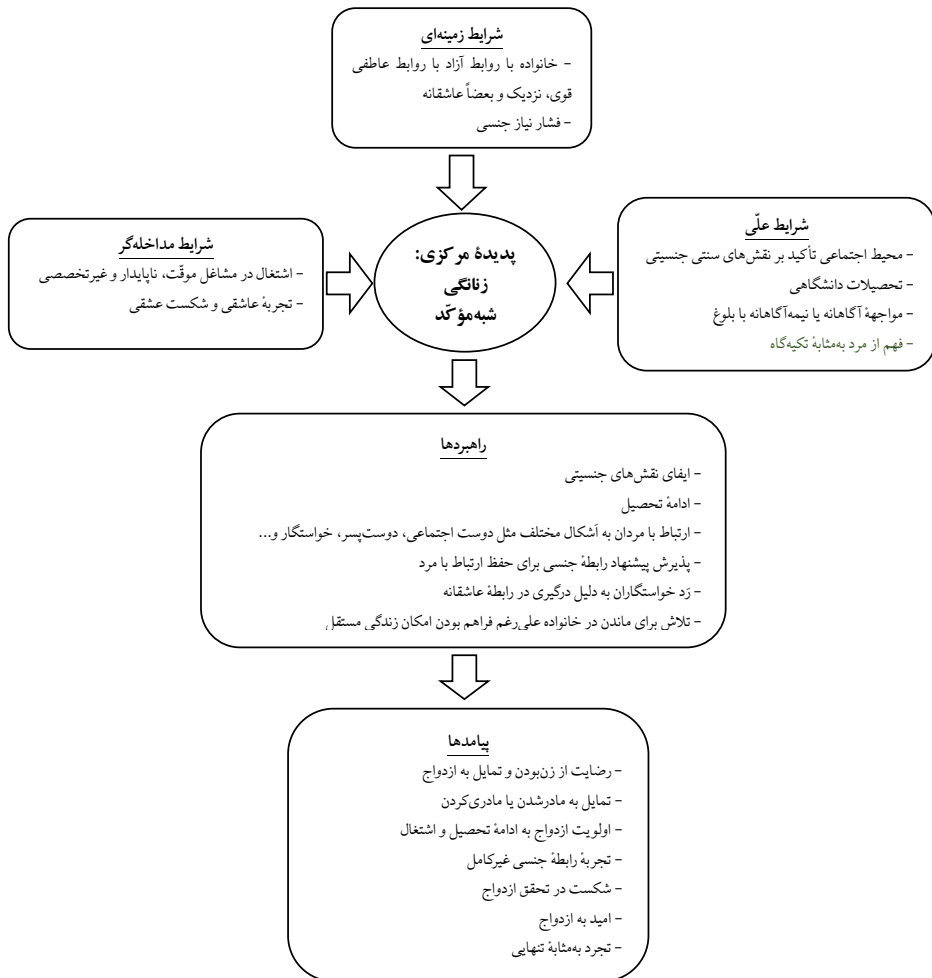 شرایط زمینه‌ای
- خانواده با روابط آزاد با روابط عاطفی
قوی، نزدیک و بعضاً عاشقانه
- فشار نیاز جنسی
شرایط علّی
- محیط اجتماعی تأکید بر نقش‌های سنتی جنسیتی
- تحصیلات دانشگاهی
- مواجههٔ آگاهانه یا نیمه‌آگاهانه با بلوغ
- فهم از مرد به‌مثابهٔ تکیه‌گاه
پدیدهٔ مرکزی:
زنانگی
شبه‌مؤکّد
شرایط مداخله‌گر
- اشتغال در مشاغل موقّت، ناپایدار و غیرتخصصی
- تجربهٔ عاشقی و شکست عشقی
راهبردها
- ایفای نقش‌های جنسیتی
- ادامهٔ تحصیل
- ارتباط با مردان به اَشکال مختلف مثل دوست اجتماعی، دوست‌پسر، خواستگار و...
- پذیرش پیشنهاد رابطهٔ جنسی برای حفظ ارتباط با مرد
- رَد خواستگاران به دلیل درگیری در رابطهٔ عاشقانه
- تلاش برای ماندن در خانواده علی‌رغم فراهم بودن امکان زندگی مستقل
پیامدها
- رضایت از زن‌بودن و تمایل به ازدواج
- تمایل به مادرشدن یا مادری‌کردن
- اولویت ازدواج به ادامهٔ تحصیل و اشتغال
- تجربهٔ رابطهٔ جنسی غیرکامل
- شکست در تحقق ازدواج
- امید به ازدواج
- تجرد به‌مثابهٔ تنهایی